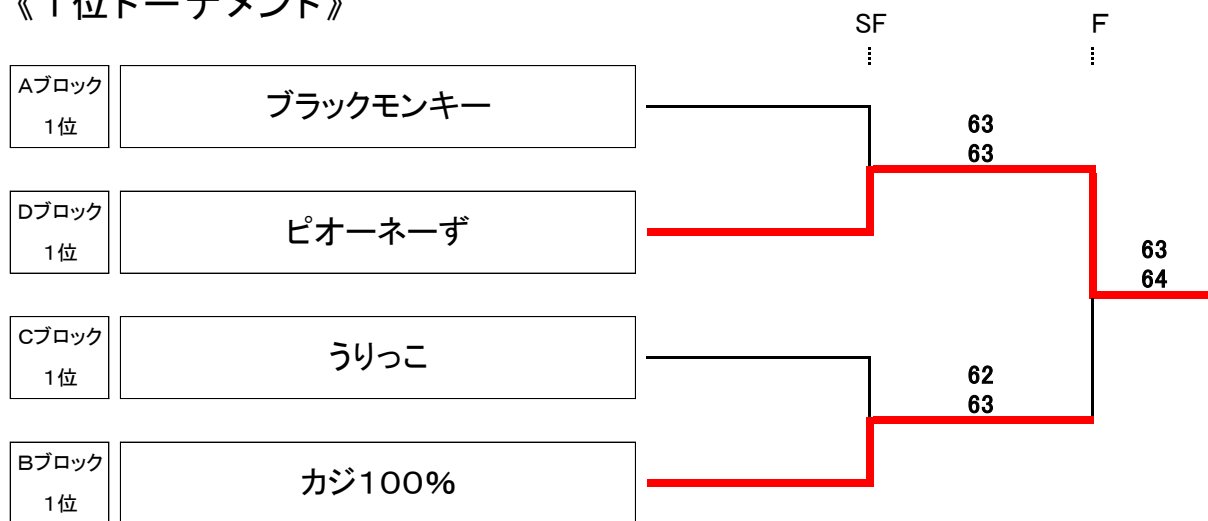 《1位トーナメント》
SF
F
Aブロック
1位
ブラックモンキー
63
63
Dブロック
1位
ピオーネーず
63
64
Cブロック
1位
うりっこ
62
63
Bブロック
1位
カジ100%